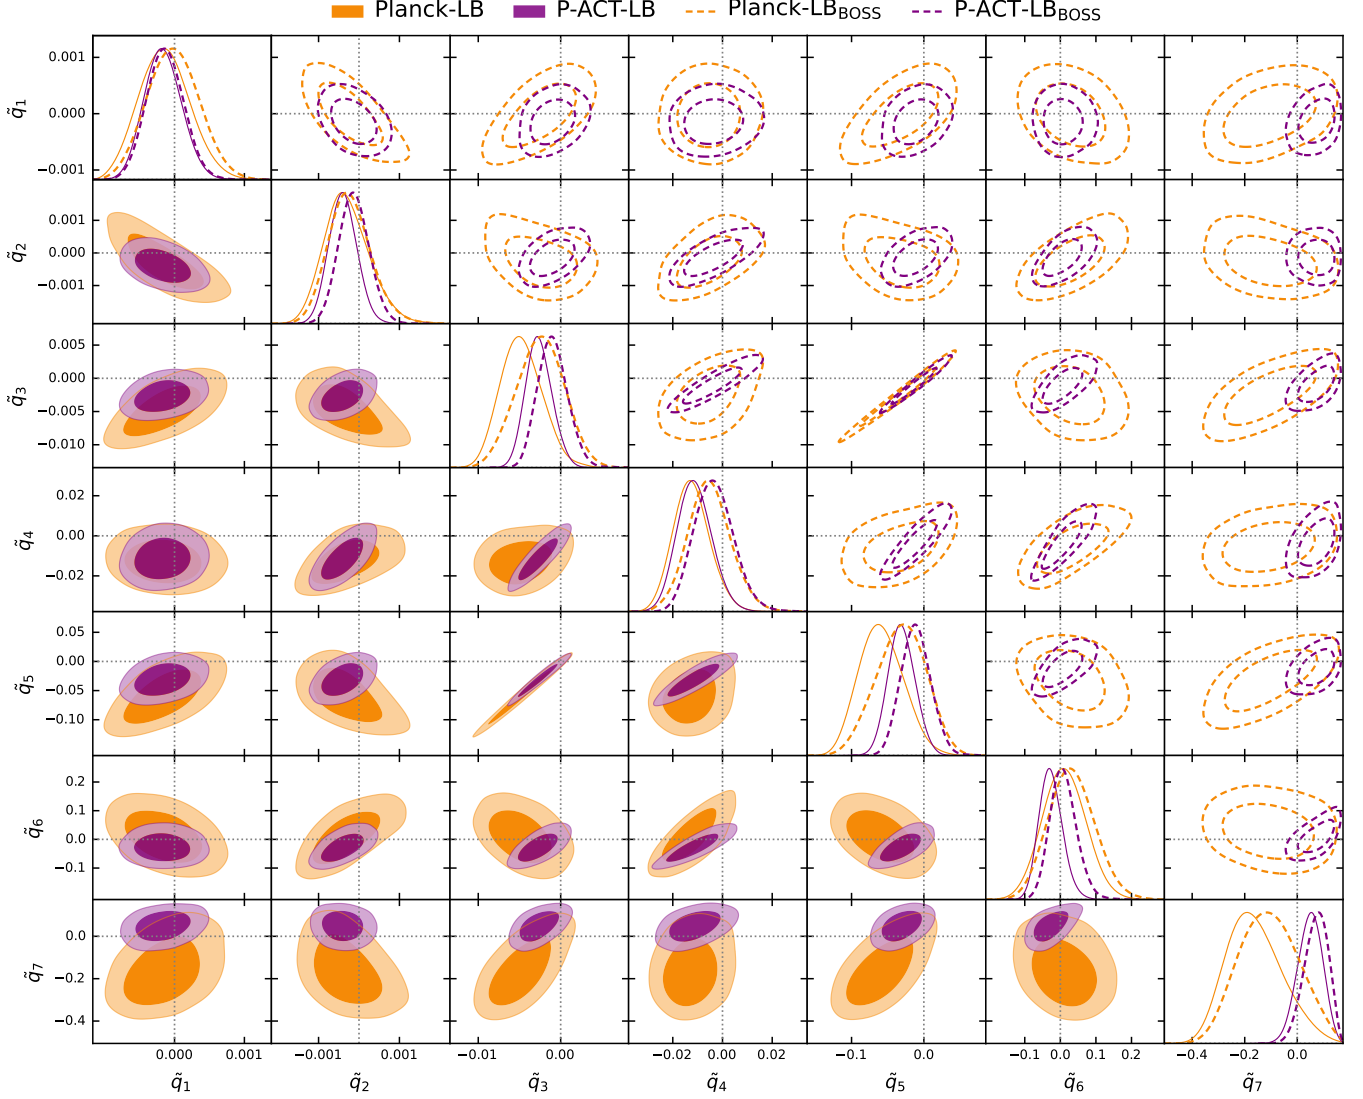 Planck-LB P-ACT-LB Planck-LB_BOSS P-ACT-LB_BOSS
0.001
0.000
−0.001
q̃₁
0.001
0.000
−0.001
q̃₂
0.005
0.000
−0.005
−0.010
q̃₃
0.02
0.00
−0.02
q̃₄
0.05
0.00
−0.05
−0.10
q̃₅
0.2
0.1
0.0
−0.1
q̃₆
0.0
−0.2
−0.4
q̃₇
0.000 0.001 −0.001 0.001 −0.01 0.00 −0.02 0.00 0.02 −0.1 0.0 −0.1 0.0 0.1 0.2 −0.4 −0.2 0.0
q̃₁ q̃₂ q̃₃ q̃₄ q̃₅ q̃₆ q̃₇